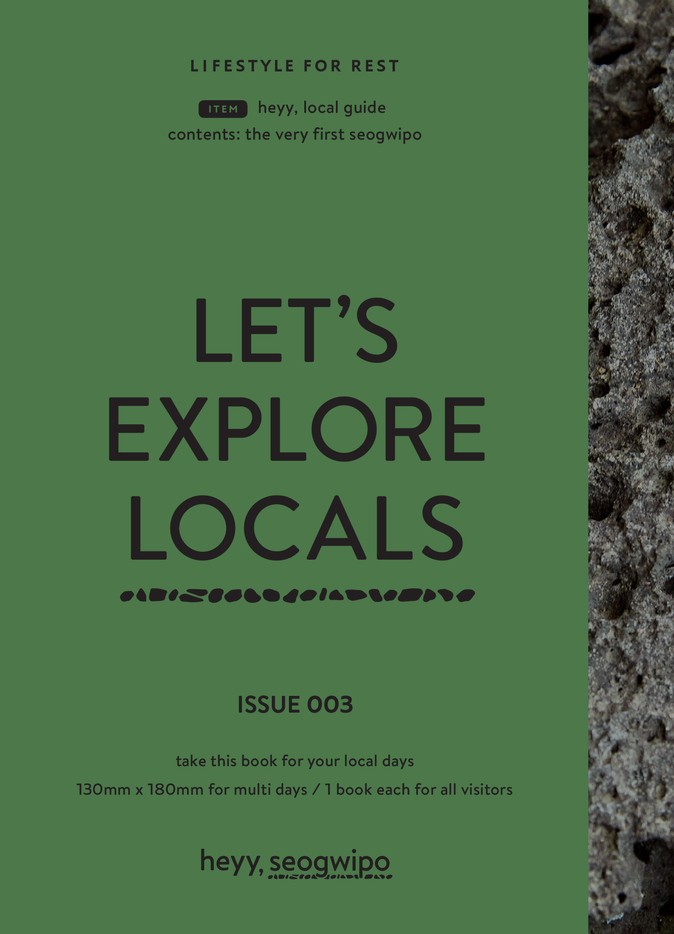 LIFESTYLE FOR REST
ITEM heyy, local guide
contents: the very first seogwipo
LET’S
EXPLORE
LOCALS
ISSUE 003
take this book for your local days
130mm x 180mm for multi days / 1 book each for all visitors
heyy, seogwipo